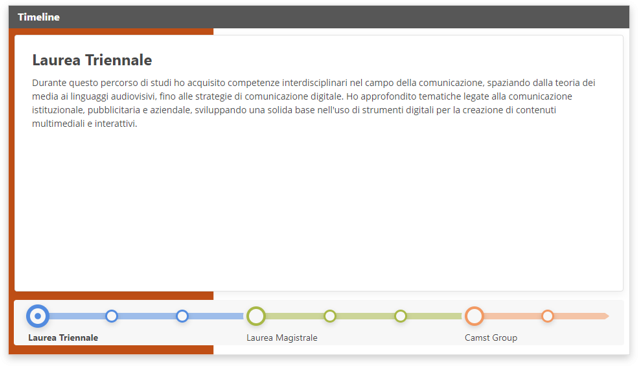 Timeline
Laurea Triennale
Durante questo percorso di studi ho acquisito competenze interdisciplinari nel campo della comunicazione, spaziando dalla teoria dei
media ai linguaggi audiovisivi, fino alle strategie di comunicazione digitale. Ho approfondito tematiche legate alla comunicazione
istituzionale, pubblicitaria e aziendale, sviluppando una solida base nell'uso di strumenti digitali per la creazione di contenuti
multimediali e interattivi.
Laurea Triennale
Laurea Magistrale
Camst Group